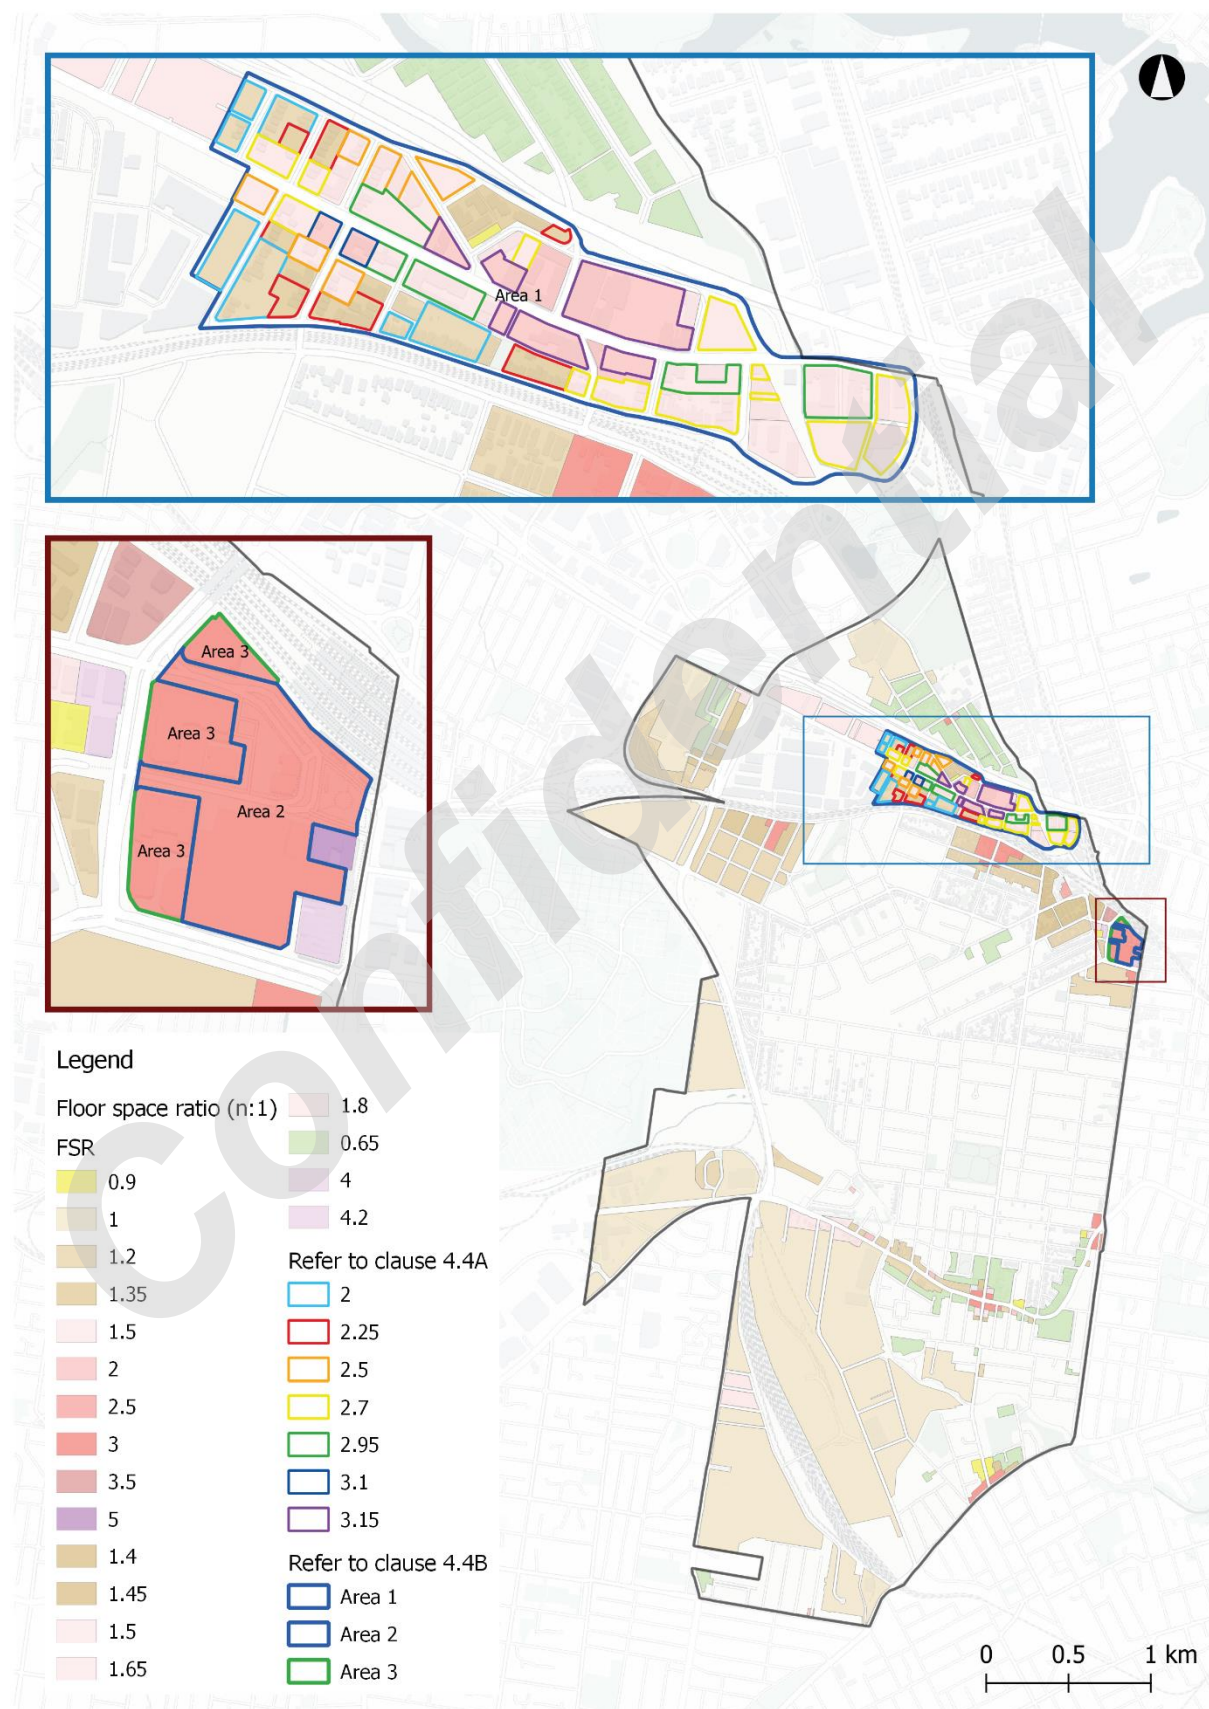 Area 1
Area 3
Area 3
Area 2
Area 3
Confidential
Legend
Floor space ratio (n:1)
FSR
0.9
1
1.2
1.35
1.5
2
2.5
3
3.5
5
1.4
1.45
1.5
1.65
1.8
0.65
4
4.2
Refer to clause 4.4A
2
2.25
2.5
2.7
2.95
3.1
3.15
Refer to clause 4.4B
Area 1
Area 2
Area 3
0 0.5 1 km